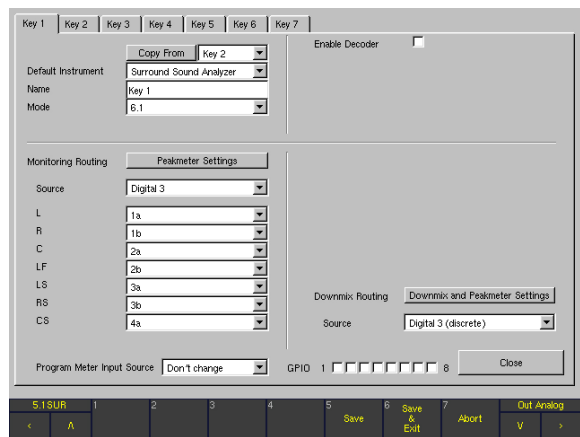 Key 1 Key 2 Key 3 Key 4 Key 5 Key 6 Key 7
Copy From Key 2
Enable Decoder
Default Instrument Surround Sound Analyzer
Name Key 1
Mode 6.1
Monitoring Routing Peakmeter Settings
Source Digital 3
L 1a
R 1b
C 2a
LF 2b
LS 3a
RS 3b
CS 4a
Downmix Routing Downmix and Peakmeter Settings
Source Digital 3 (discrete)
Program Meter Input Source Don't change
GPIO 1 8
Close
5.1SUR 1 2 3 4 5 Save 6 Save & Exit 7 Abort Out Analog
< Λ V >